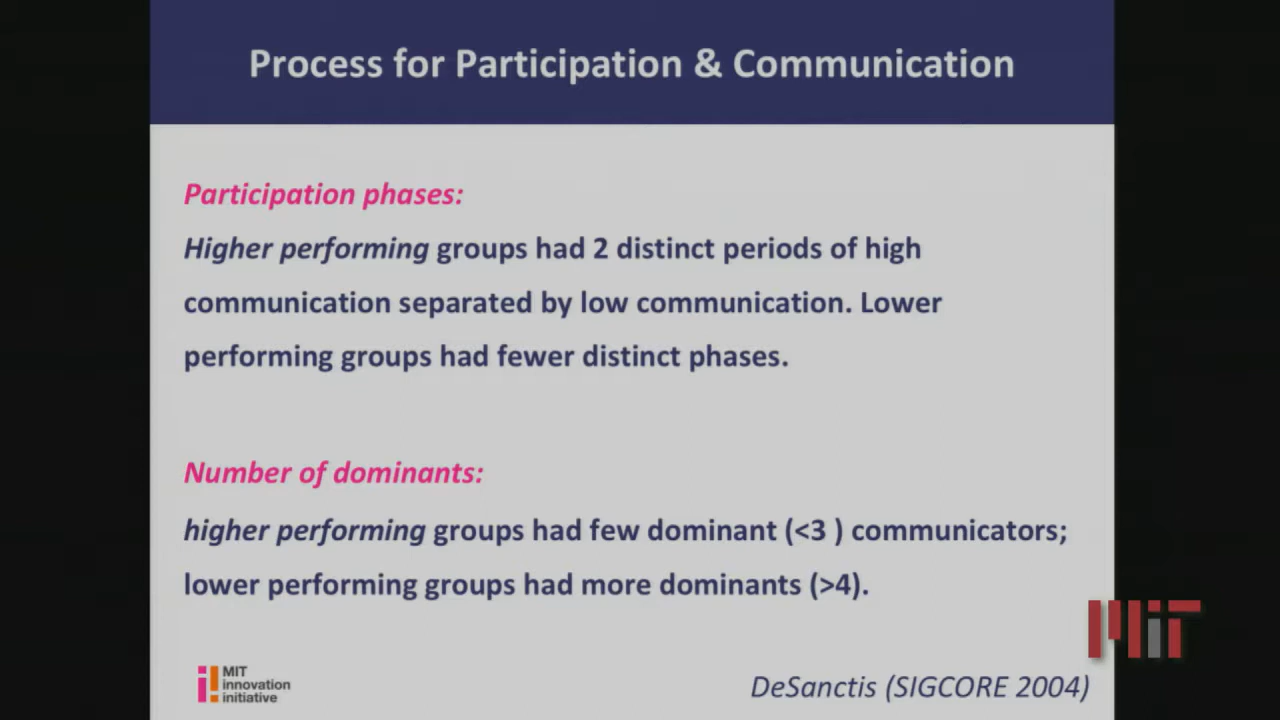 Process for Participation & Communication
Participation phases:
Higher performing groups had 2 distinct periods of high
communication separated by low communication. Lower
performing groups had fewer distinct phases.
Number of dominants:
higher performing groups had few dominant (<3 ) communicators;
lower performing groups had more dominants (>4).
MIT
innovation
initiative
DeSanctis (SIGCORE 2004)
MIT